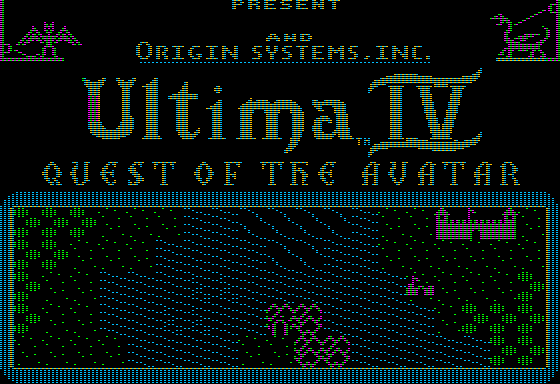 PRESENT
AND
ORIGIN SYSTEMS, INC.
Ultima IV
TM
QUEST OF THE AVATAR